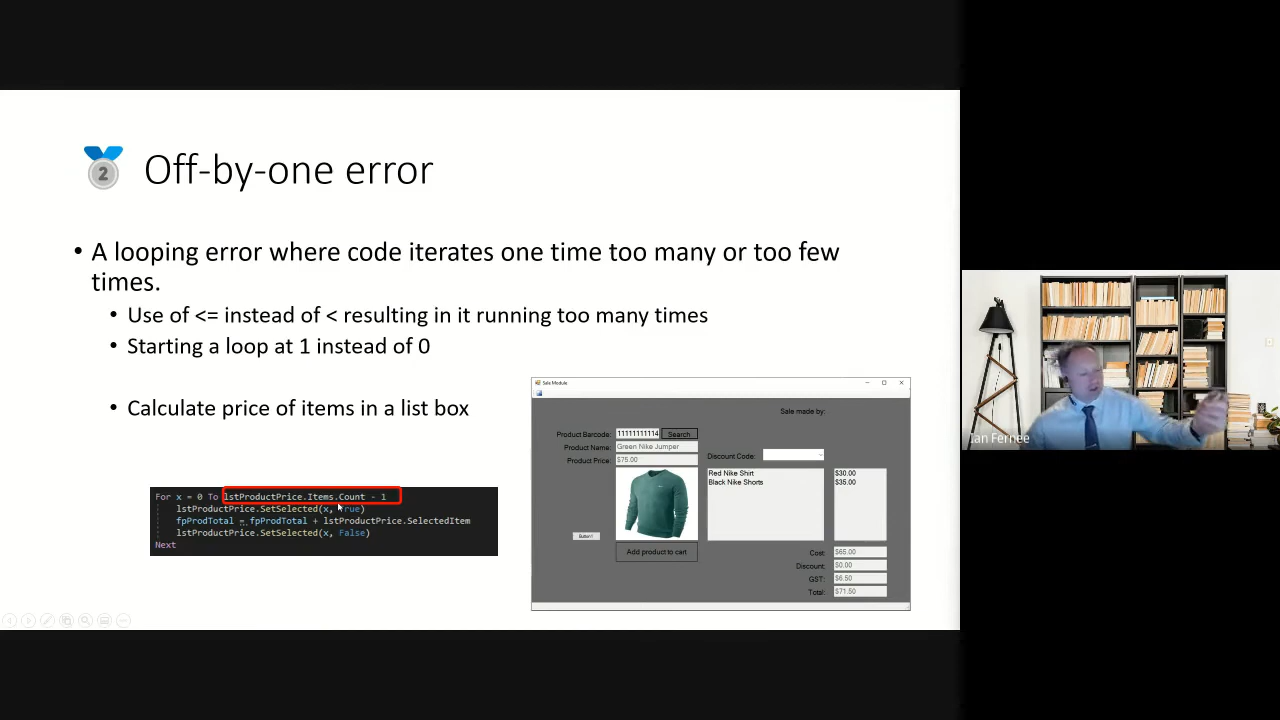 2
Off-by-one error
• A looping error where code iterates one time too many or too few
times.
• Use of <= instead of < resulting in it running too many times
• Starting a loop at 1 instead of 0
• Calculate price of items in a list box
For x = 0 To lstProductPrice.Items.Count - 1
lstProductPrice.SetSelected(x, True)
fpProdTotal = fpProdTotal + lstProductPrice.SelectedItem
lstProductPrice.SetSelected(x, False)
Next
Sale Module
Sale made by:
Product Barcode: 11111111114 Search
Product Name: Green Nike Jumper
Product Price: $75.00
Discount Code:
Red Nike Shirt $30.00
Black Nike Shorts $35.00
Button1
Add product to cart
Cost: $65.00
Discount: $0.00
GST: $6.50
Total: $71.50
Ian Fernee